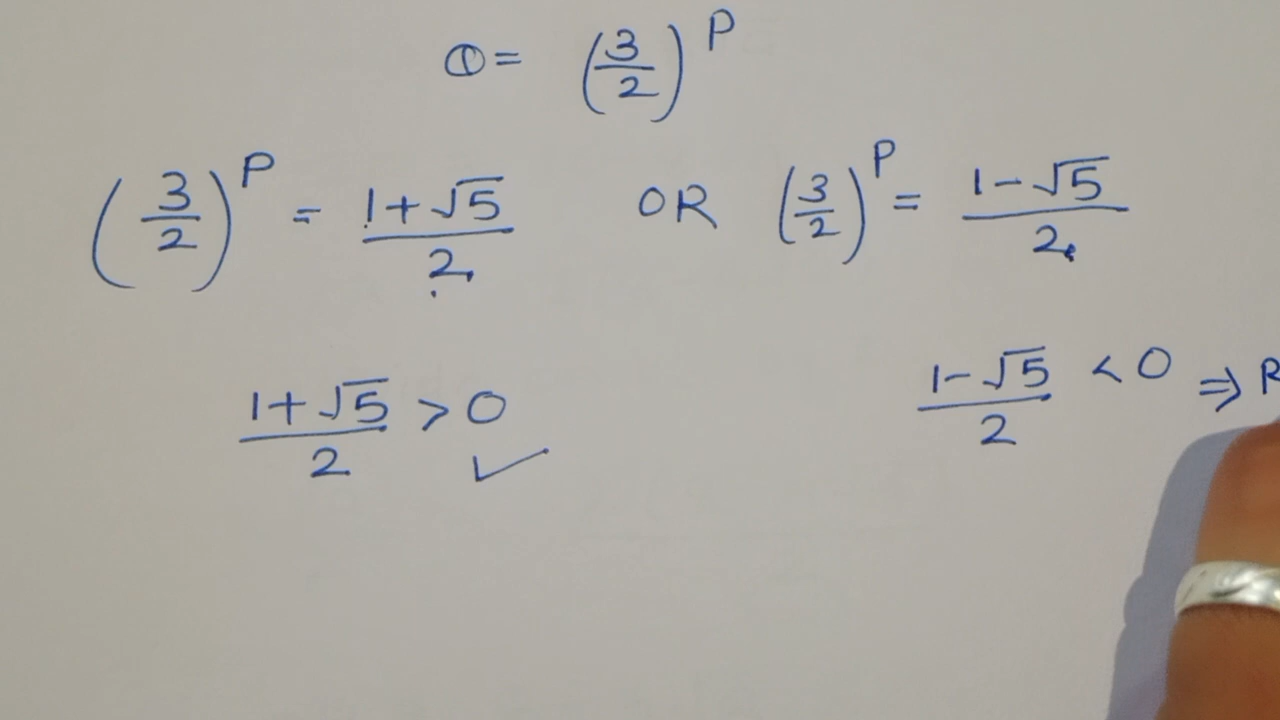 a = (3/2)^P
(3/2)^P = (1+√5)/2 OR (3/2)^P = (1-√5)/2
(1+√5)/2 > 0 ✓ (1-√5)/2 < 0 ⇒ R